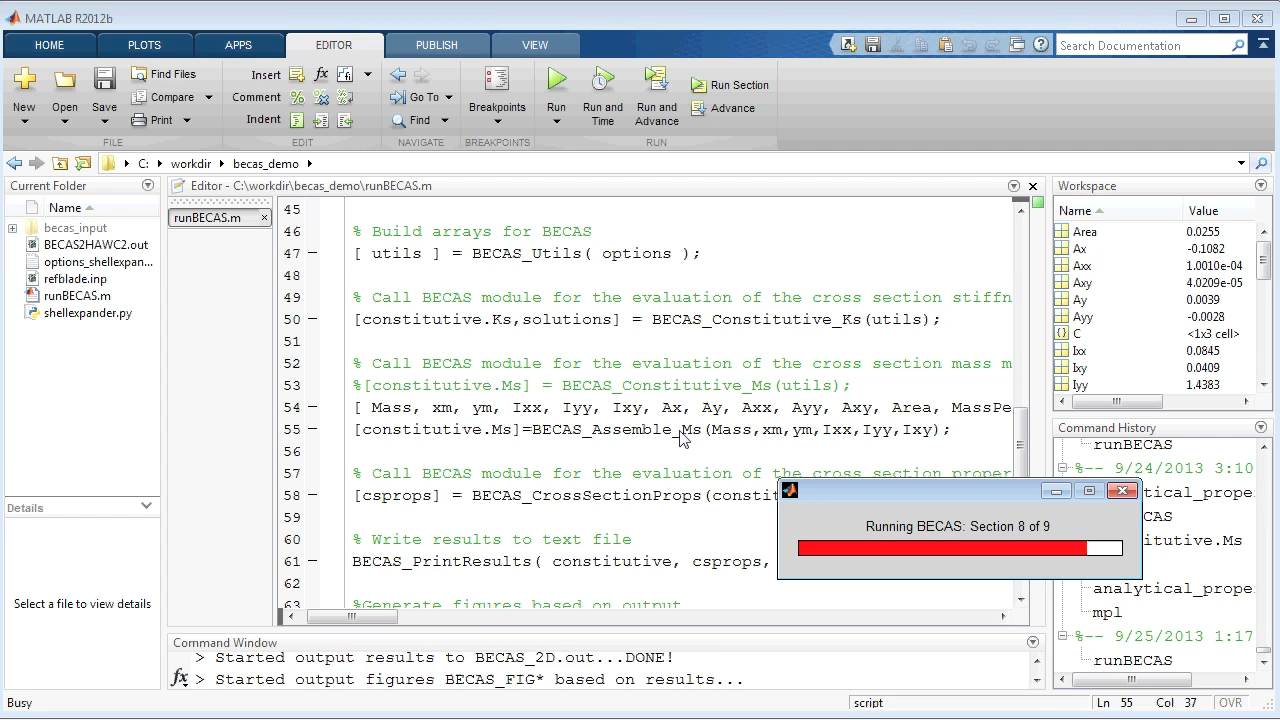 MATLAB R2012b
HOME
PLOTS
APPS
EDITOR
PUBLISH
VIEW
Search Documentation
New
Open
Save
Find Files
Compare
Print
FILE
Insert
fx
Comment
Indent
EDIT
Go To
Find
NAVIGATE
Breakpoints
BREAKPOINTS
Run
Run and Time
Run and Advance
Run Section
Advance
RUN
C:
workdir
becas_demo
Current Folder
Name
becas_input
BECAS2HAWC2.out
options_shellexpan...
refblade.inp
runBECAS.m
shellexpander.py
Details
Select a file to view details
Editor - C:\workdir\becas_demo\runBECAS.m
runBECAS.m
45
46 % Build arrays for BECAS
47 [ utils ] = BECAS_Utils( options );
48
49 % Call BECAS module for the evaluation of the cross section stiffn
50 [constitutive.Ks,solutions] = BECAS_Constitutive_Ks(utils);
51
52 % Call BECAS module for the evaluation of the cross section mass m
53 %[constitutive.Ms] = BECAS_Constitutive_Ms(utils);
54 [ Mass, xm, ym, Ixx, Iyy, Ixy, Ax, Ay, Axx, Ayy, Axy, Area, MassPe
55 [constitutive.Ms]=BECAS_Assemble_Ms(Mass,xm,ym,Ixx,Iyy,Ixy);
56
57 % Call BECAS module for the evaluation of the cross section proper
58 [csprops] = BECAS_CrossSectionProps(constit
59
60 % Write results to text file
61 BECAS_PrintResults( constitutive, csprops,
62
63 %Generate figures based on output
Running BECAS: Section 8 of 9
Command Window
> Started output results to BECAS_2D.out...DONE!
fx > Started output figures BECAS_FIG* based on results...
Workspace
Name Value
Area 0.0255
Ax -0.1082
Axx 1.0010e-04
Axy 4.0209e-05
Ay 0.0039
Ayy -0.0028
C <1x3 cell>
Ixx 0.0845
Ixy 0.0409
Iyy 1.4383
Command History
runBECAS
%-- 9/24/2013 3:10
tical_prope
CAS
itutive.Ms
analytical_prope
mpl
%-- 9/25/2013 1:17
runBECAS
Busy
script
Ln 55 Col 37 OVR